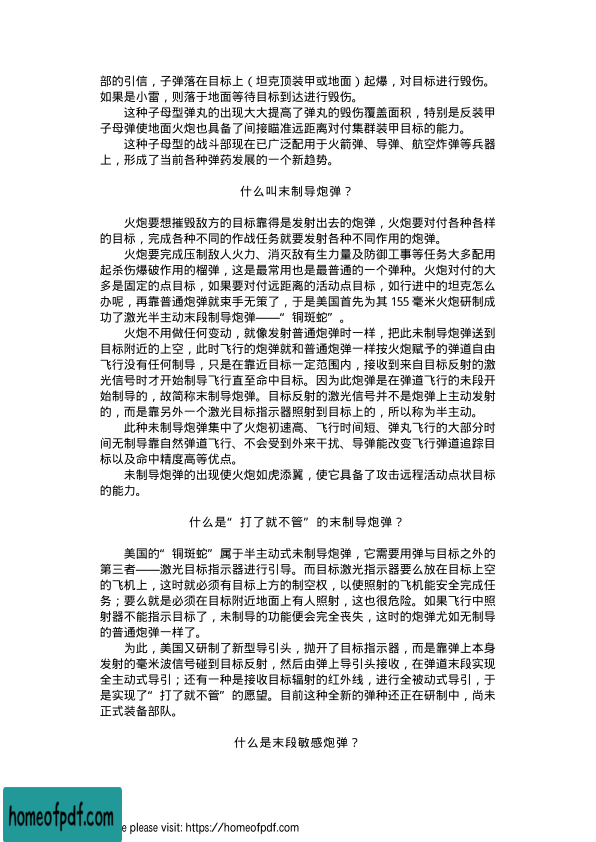 部的引信，子弹落在目标上（坦克顶装甲或地面）起爆，对目标进行毁伤。
如果是小雷，则落于地面等待目标到达进行毁伤。
这种子母型弹丸的出现大大提高了弹丸的毁伤覆盖面积，特别是反装甲
子母弹使地面火炮也具备了间接瞄准远距离对付集群装甲目标的能力。
这种子母型的战斗部现在已广泛配用于火箭弹、导弹、航空炸弹等兵器
上，形成了当前各种弹药发展的一个新趋势。
什么叫末制导炮弹？
火炮要想摧毁敌方的目标靠得是发射出去的炮弹，火炮要对付各种各样
的目标，完成各种不同的作战任务就要发射各种不同作用的炮弹。
火炮要完成压制敌人火力、消灭敌有生力量及防御工事等任务大多配用
起杀伤爆破作用的榴弹，这是最常用也是最普通的一个弹种。火炮对付的大
多是固定的点目标，如果要对付远距离的活动点目标，如行进中的坦克怎么
办呢，再靠普通炮弹就束手无策了，于是美国首先为其 155 毫米火炮研制成
功了激光半主动末段制导炮弹——“铜斑蛇”。
火炮不用做任何变动，就像发射普通炮弹时一样，把此未制导炮弹送到
目标附近的上空，此时飞行的炮弹就和普通炮弹一样按火炮赋予的弹道自由
飞行没有任何制导，只是在靠近目标一定范围内，接收到来自目标反射的激
光信号时才开始制导飞行直至命中目标。因为此炮弹是在弹道飞行的未段开
始制导的，故简称末制导炮弹。目标反射的激光信号并不是炮弹上主动发射
的，而是靠另外一个激光目标指示器照射到目标上的，所以称为半主动。
此种未制导炮弹集中了火炮初速高、飞行时间短、弹丸飞行的大部分时
间无制导靠自然弹道飞行、不会受到外来干扰、导弹能改变飞行弹道追踪目
标以及命中精度高等优点。
未制导炮弹的出现使火炮如虎添翼，使它具备了攻击远程活动点状目标
的能力。
什么是“打了就不管”的末制导炮弹？
美国的“铜斑蛇”属于半主动式未制导炮弹，它需要用弹与目标之外的
第三者——激光目标指示器进行引导。而目标激光指示器要么放在目标上空
的飞机上，这时就必须有目标上方的制空权，以使照射的飞机能安全完成任
务；要么就是必须在目标附近地面上有人照射，这也很危险。如果飞行中照
射器不能指示目标了，未制导的功能便会完全丧失，这时的炮弹尤如无制导
的普通炮弹一样了。
为此，美国又研制了新型导引头，抛开了目标指示器，而是靠弹上本身
发射的毫米波信号碰到目标反射，然后由弹上导引头接收，在弹道末段实现
全主动式导引；还有一种是接收目标辐射的红外线，进行全被动式导引，于
是实现了“打了就不管”的愿望。目前这种全新的弹种还正在研制中，尚未
正式装备部队。
什么是末段敏感炮弹？
homeofpdf.com
e please visit: https://homeofpdf.com